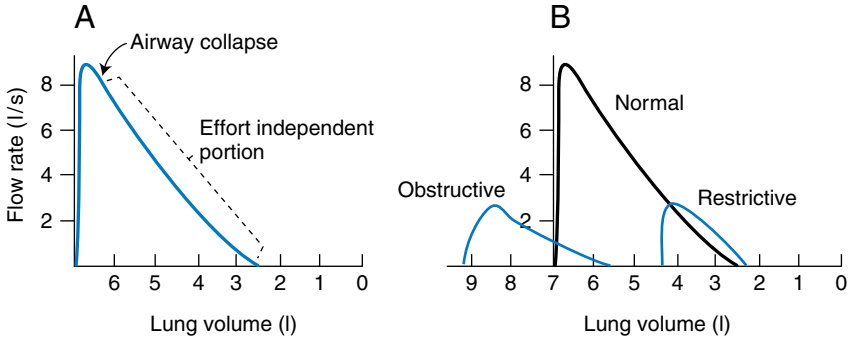 A
Airway collapse
Effort independent
portion
Flow rate (l/s)
8
6
4
2
6 5 4 3 2 1 0
Lung volume (l)
B
Normal
Obstructive
Restrictive
8
6
4
2
9 8 7 6 5 4 3 2 1 0
Lung volume (l)